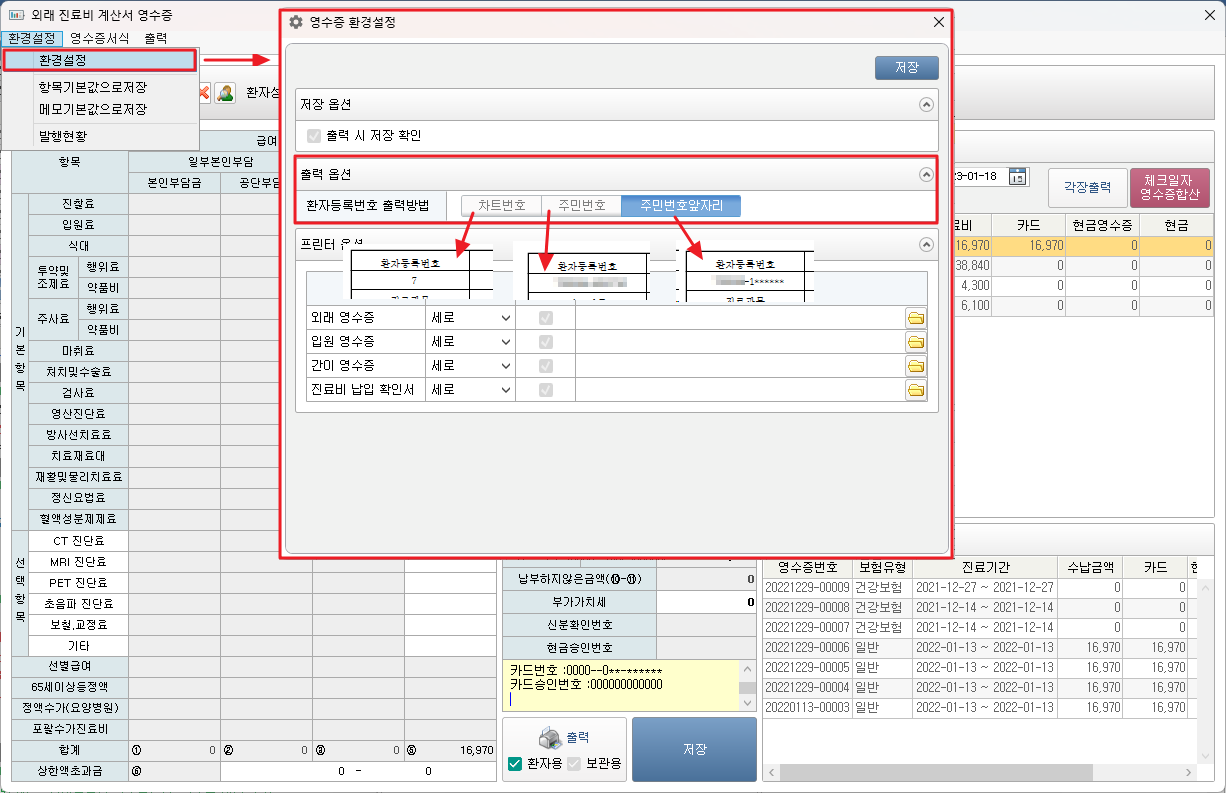 외래 진료비 계산서 영수증
환경설정 영수증서식 출력
환경설정
항목기본값으로저장
메모기본값으로저장
발행현황
환자성
영수증 환경설정
저장
저장 옵션
출력 시 저장 확인
출력 옵션
환자등록번호 출력방법 차트번호 주민번호 주민번호앞자리
프린터 옵션
환자등록번호
7
환자등록번호
환자등록번호
-1******
외래 영수증 세로
입원 영수증 세로
간이 영수증 세로
진료비 납입 확인서 세로
3-01-18 각장출력 체크일자
영수증합산
료비 카드 현금영수증 현금
16,970 16,970 0 0
38,840 0 0 0
4,300 0 0 0
6,100 0 0 0
항목 급여
일부본인부담
본인부담금 공단부담
기본항목
진찰료
입원료
식대
투약및
조제료
행위료
약품비
주사료
행위료
약품비
마취료
처치및수술료
검사료
영상진단료
방사선치료료
치료재료대
재활및물리치료료
정신요법료
혈액성분제제료
선택항목
CT 진단료
MRI 진단료
PET 진단료
초음파 진단료
보철,교정료
기타
선별급여
65세이상등정액
정액수가(요양병원)
포괄수가진료비
합계 ① 0 ② 0 ③ 0 ⑤ 16,970
상한액초과금 ⑥ 0 - 0
납부하지않은금액(⑩-⑪) 0
부가가치세 0
신분확인번호
현금승인번호
카드번호 :0000--0**-******
카드승인번호 :000000000000
출력
환자용 보관용
저장
영수증번호 보험유형 진료기간 수납금액 카드 현
20221229-00009 건강보험 2021-12-27 ~ 2021-12-27 0 0
20221229-00008 건강보험 2021-12-14 ~ 2021-12-14 0 0
20221229-00007 건강보험 2021-12-14 ~ 2021-12-14 0 0
20221229-00006 일반 2022-01-13 ~ 2022-01-13 16,970 16,970
20221229-00005 일반 2022-01-13 ~ 2022-01-13 16,970 16,970
20221229-00004 일반 2022-01-13 ~ 2022-01-13 16,970 16,970
20220113-00003 일반 2022-01-13 ~ 2022-01-13 16,970 16,970